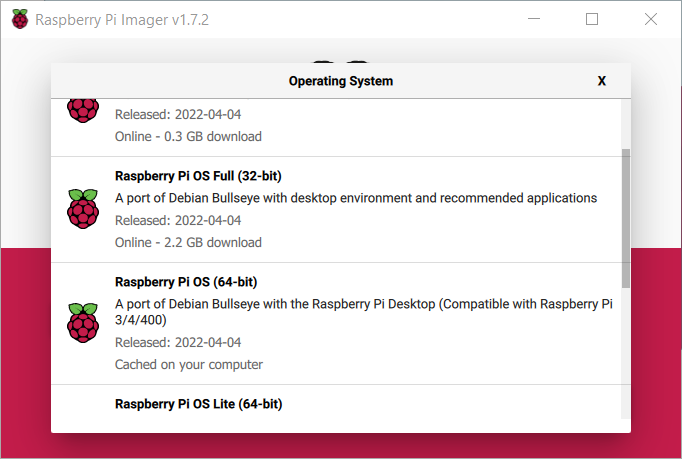 Raspberry Pi Imager v1.7.2
Operating System
X
Released: 2022-04-04
Online - 0.3 GB download
Raspberry Pi OS Full (32-bit)
A port of Debian Bullseye with desktop environment and recommended applications
Released: 2022-04-04
Online - 2.2 GB download
Raspberry Pi OS (64-bit)
A port of Debian Bullseye with the Raspberry Pi Desktop (Compatible with Raspberry Pi
3/4/400)
Released: 2022-04-04
Cached on your computer
Raspberry Pi OS Lite (64-bit)